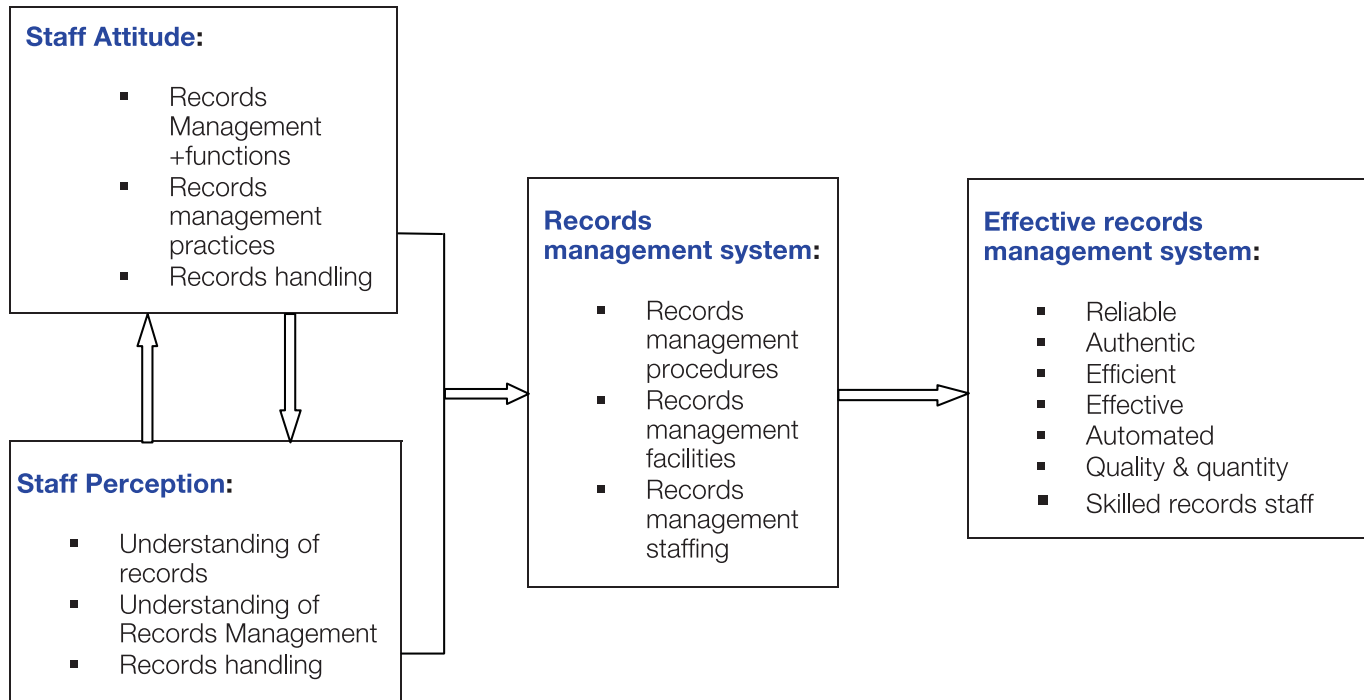 Staff Attitude:
▪ Records
Management
+functions
▪ Records
management
practices
▪ Records handling
Staff Perception:
▪ Understanding of
records
▪ Understanding of
Records Management
▪ Records handling
Records
management system:
▪ Records
management
procedures
▪ Records
management
facilities
▪ Records
management
staffing
Effective records
management system:
▪ Reliable
▪ Authentic
▪ Efficient
▪ Effective
▪ Automated
▪ Quality & quantity
▪ Skilled records staff